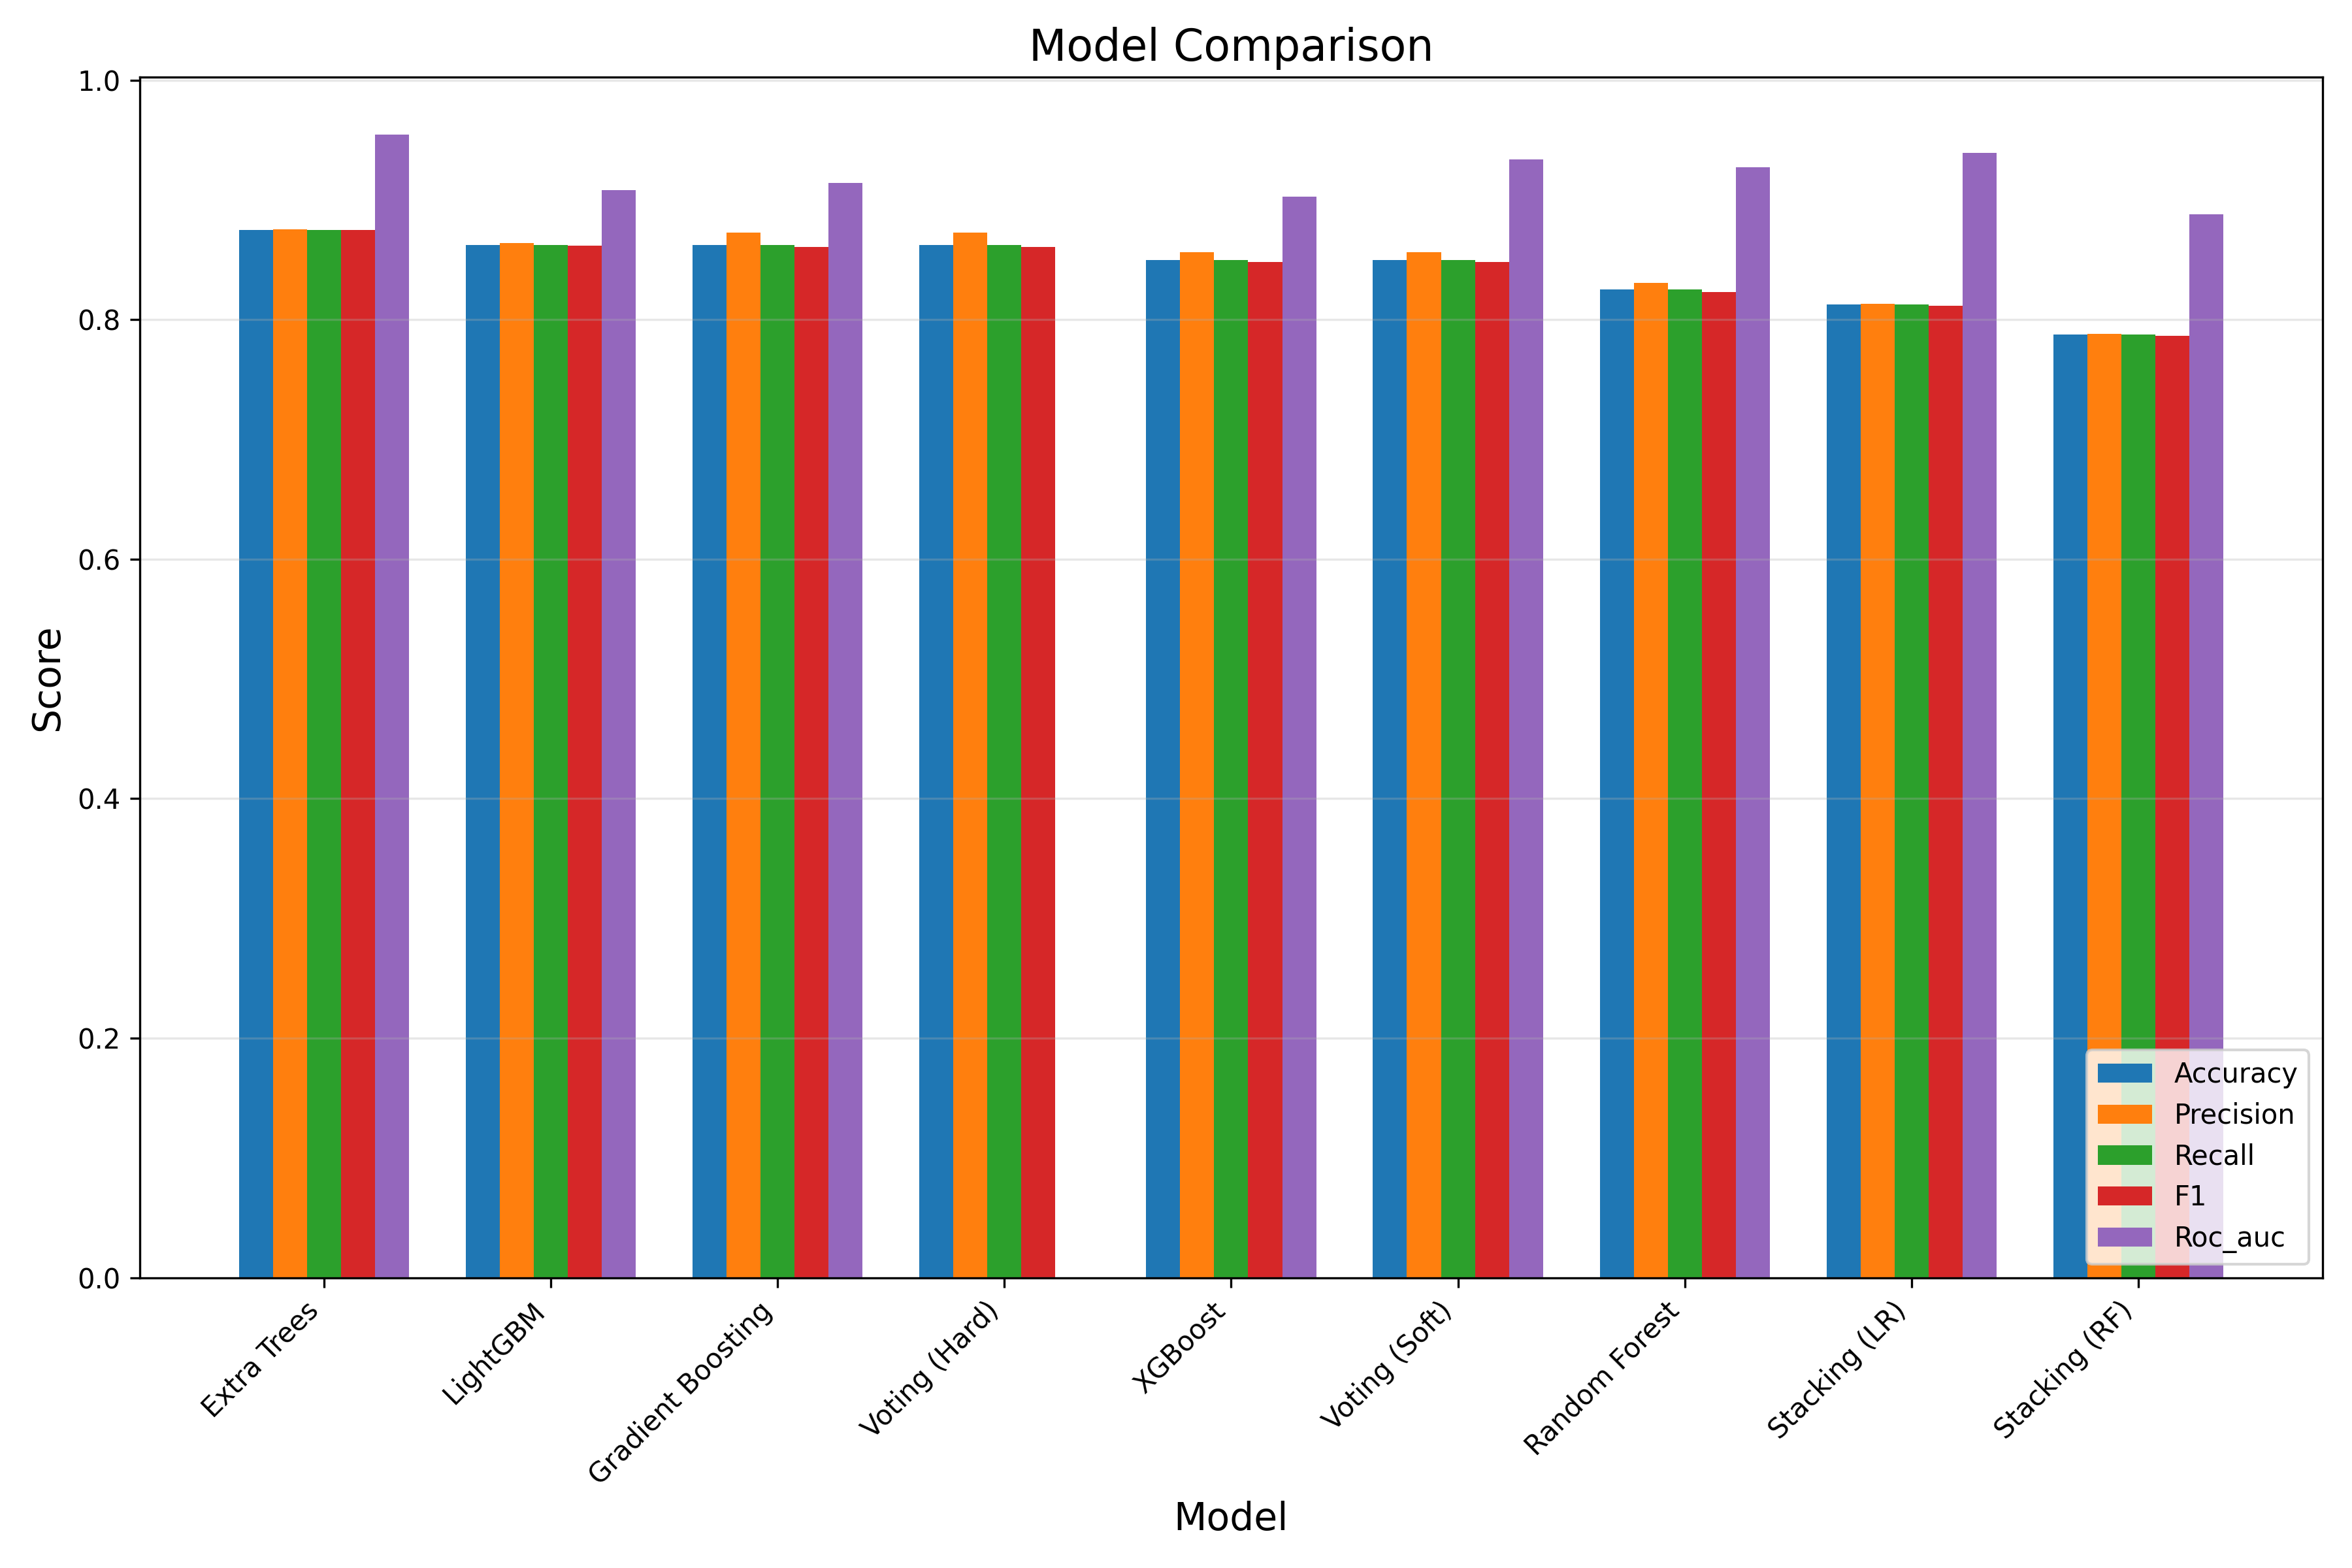 Model Comparison
Score
1.0
0.8
0.6
0.4
0.2
0.0
Accuracy
Precision
Recall
F1
Roc_auc
Extra Trees
LightGBM
Gradient Boosting
Voting (Hard)
XGBoost
Voting (Soft)
Random Forest
Stacking (LR)
Stacking (RF)
Model